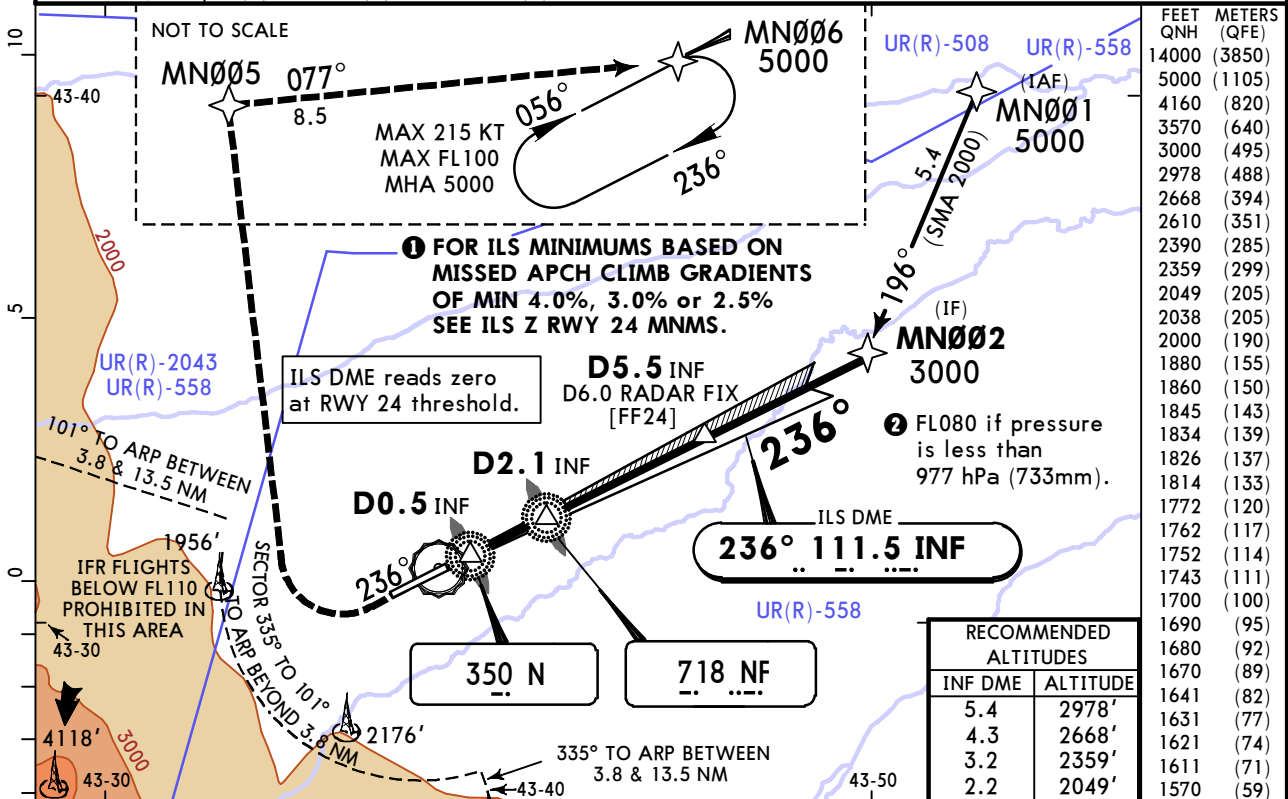 NOT TO SCALE
MNØØ5
077°
8.5
056°
236°
MAX 215 KT
MAX FL100
MHA 5000
MNØØ6
5000
UR(R)-508
UR(R)-558
(IAF)
MNØØ1
5000
5.4
(SMA 2000)
196°
(IF)
MNØØ2
3000
10
43-40
2000
5
1 FOR ILS MINIMUMS BASED ON
MISSED APCH CLIMB GRADIENTS
OF MIN 4.0%, 3.0% or 2.5%
SEE ILS Z RWY 24 MNMS.
UR(R)-2043
UR(R)-558
ILS DME reads zero
at RWY 24 threshold.
D5.5 INF
D6.0 RADAR FIX
[FF24]
236°
2 FL080 if pressure
is less than
977 hPa (733mm).
101° TO ARP BETWEEN
3.8 & 13.5 NM
D2.1 INF
D0.5 INF
ILS DME
236° 111.5 INF
1956'
0
IFR FLIGHTS
BELOW FL110
PROHIBITED IN
THIS AREA
43-30
236°
SECTOR 335° TO 101°
TO ARP BEYOND 3.8 NM
UR(R)-558
350 N
718 NF
4118'
3000
2176'
43-30
335° TO ARP BETWEEN
3.8 & 13.5 NM
43-40
43-50
RECOMMENDED
ALTITUDES
INF DME ALTITUDE
5.4 2978'
4.3 2668'
3.2 2359'
2.2 2049'
FEET METERS
QNH (QFE)
14000 (3850)
5000 (1105)
4160 (820)
3570 (640)
3000 (495)
2978 (488)
2668 (394)
2610 (351)
2390 (285)
2359 (299)
2049 (205)
2038 (205)
2000 (190)
1880 (155)
1860 (150)
1845 (143)
1834 (139)
1826 (137)
1814 (133)
1772 (120)
1762 (117)
1752 (114)
1743 (111)
1700 (100)
1690 (95)
1680 (92)
1670 (89)
1641 (82)
1631 (77)
1621 (74)
1611 (71)
1570 (59)